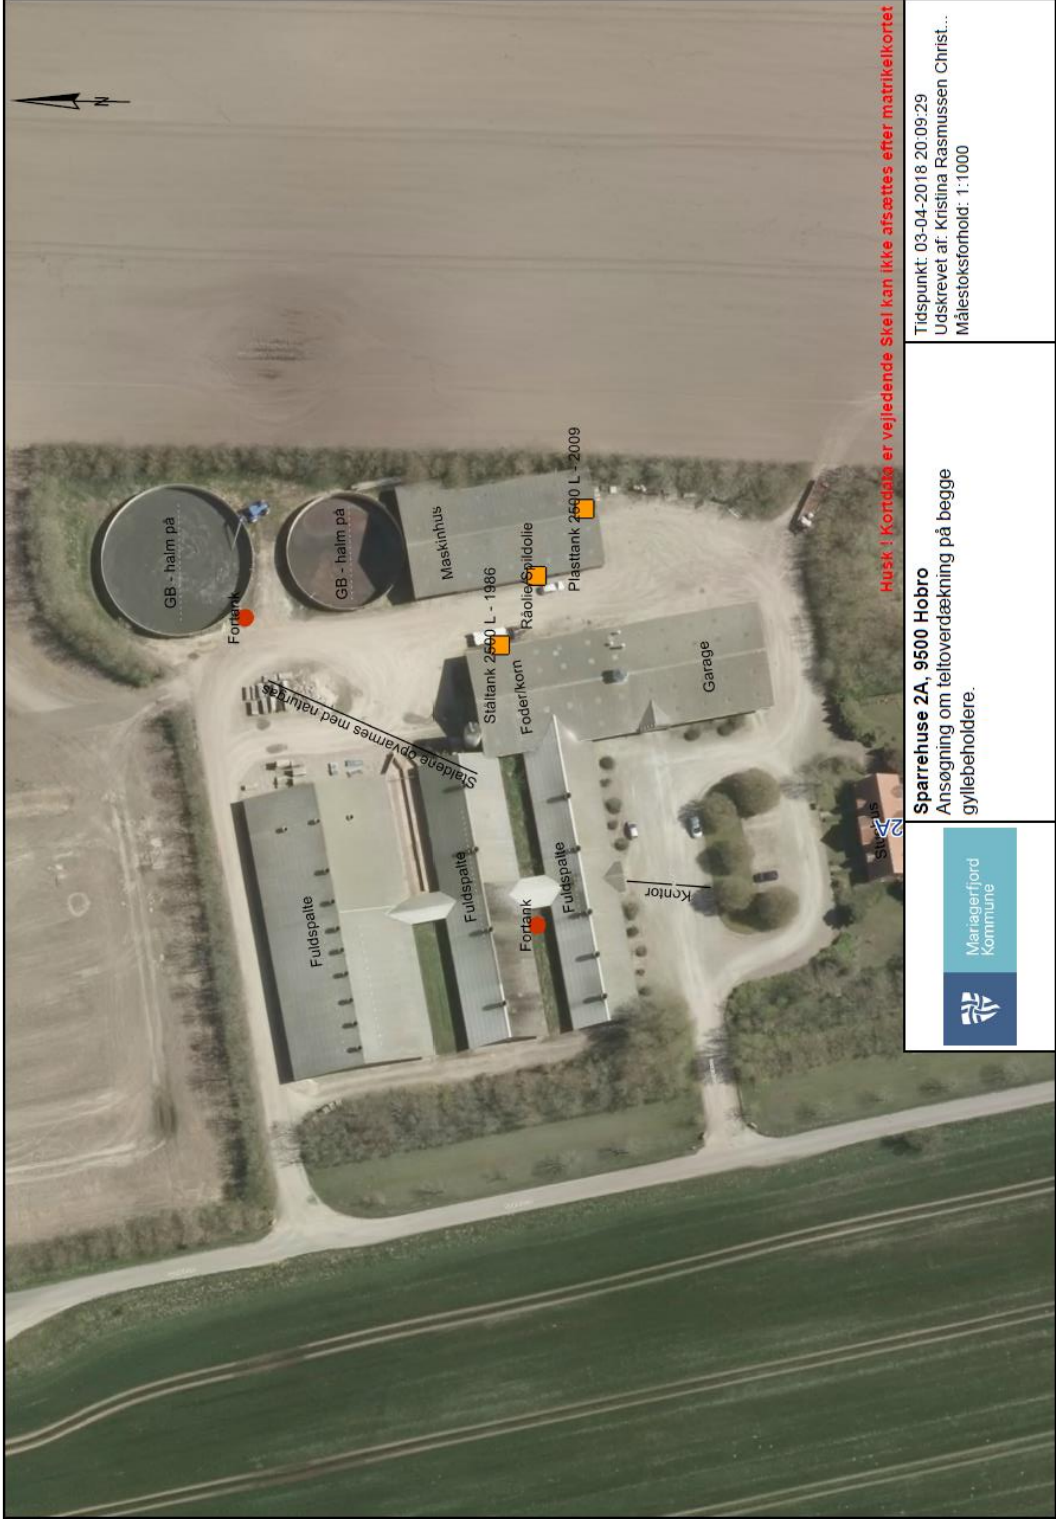 N
GB - halm på
GB - halm på
Fortank
Maskinhus
Plasttank 2500 L - 2009
Råolie/Spildolie
Ståltank 2500 L - 1986
Foder/korn
Garage
Staldene opvarmes med naturgas
Fuldspalte
Fuldspalte
Fuldspalte
Fortank
Kontor
Stuehus
2A
Husk ! Kortdata er vejledende Skel kan ikke afsættes efter matrikelkortet
Mariagerfjord
Kommune
Sparrehuse 2A, 9500 Hobro
Ansøgning om teltoverdækning på begge
gyllebeholdere.
Tidspunkt: 03-04-2018 20:09:29
Udskrevet af: Kristina Rasmussen Christ...
Målestoksforhold: 1:1000